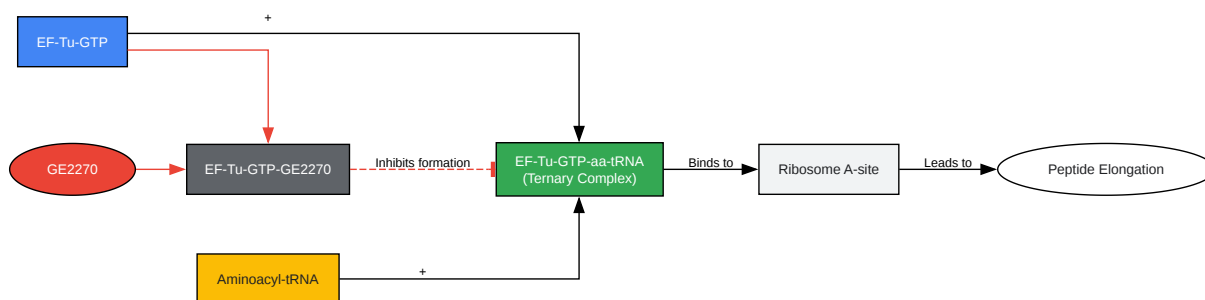 +
EF-Tu-GTP
GE2270
EF-Tu-GTP-GE2270
Inhibits formation
EF-Tu-GTP-aa-tRNA
(Ternary Complex)
Binds to
Ribosome A-site
Leads to
Peptide Elongation
Aminoacyl-tRNA
+